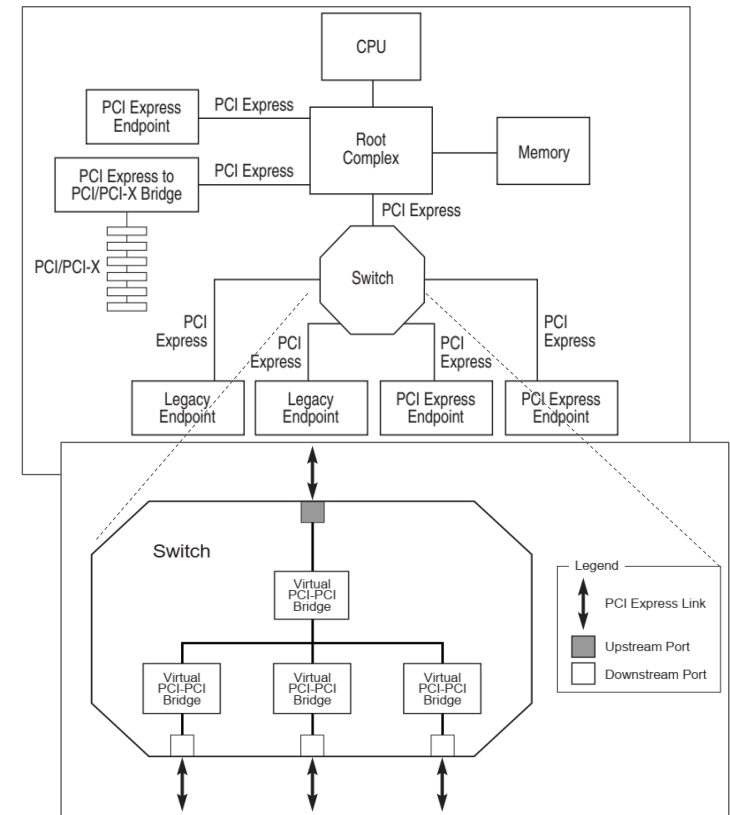 CPU
PCI Express
Endpoint
PCI Express
Root
Complex
Memory
PCI Express to
PCI/PCI-X Bridge
PCI Express
PCI Express
PCI/PCI-X
Switch
PCI
Express
PCI
Express
PCI
Express
PCI
Express
Legacy
Endpoint
Legacy
Endpoint
PCI Express
Endpoint
PCI Express
Endpoint
Switch
Virtual
PCI-PCI
Bridge
Virtual
PCI-PCI
Bridge
Virtual
PCI-PCI
Bridge
Virtual
PCI-PCI
Bridge
Legend
PCI Express Link
Upstream Port
Downstream Port